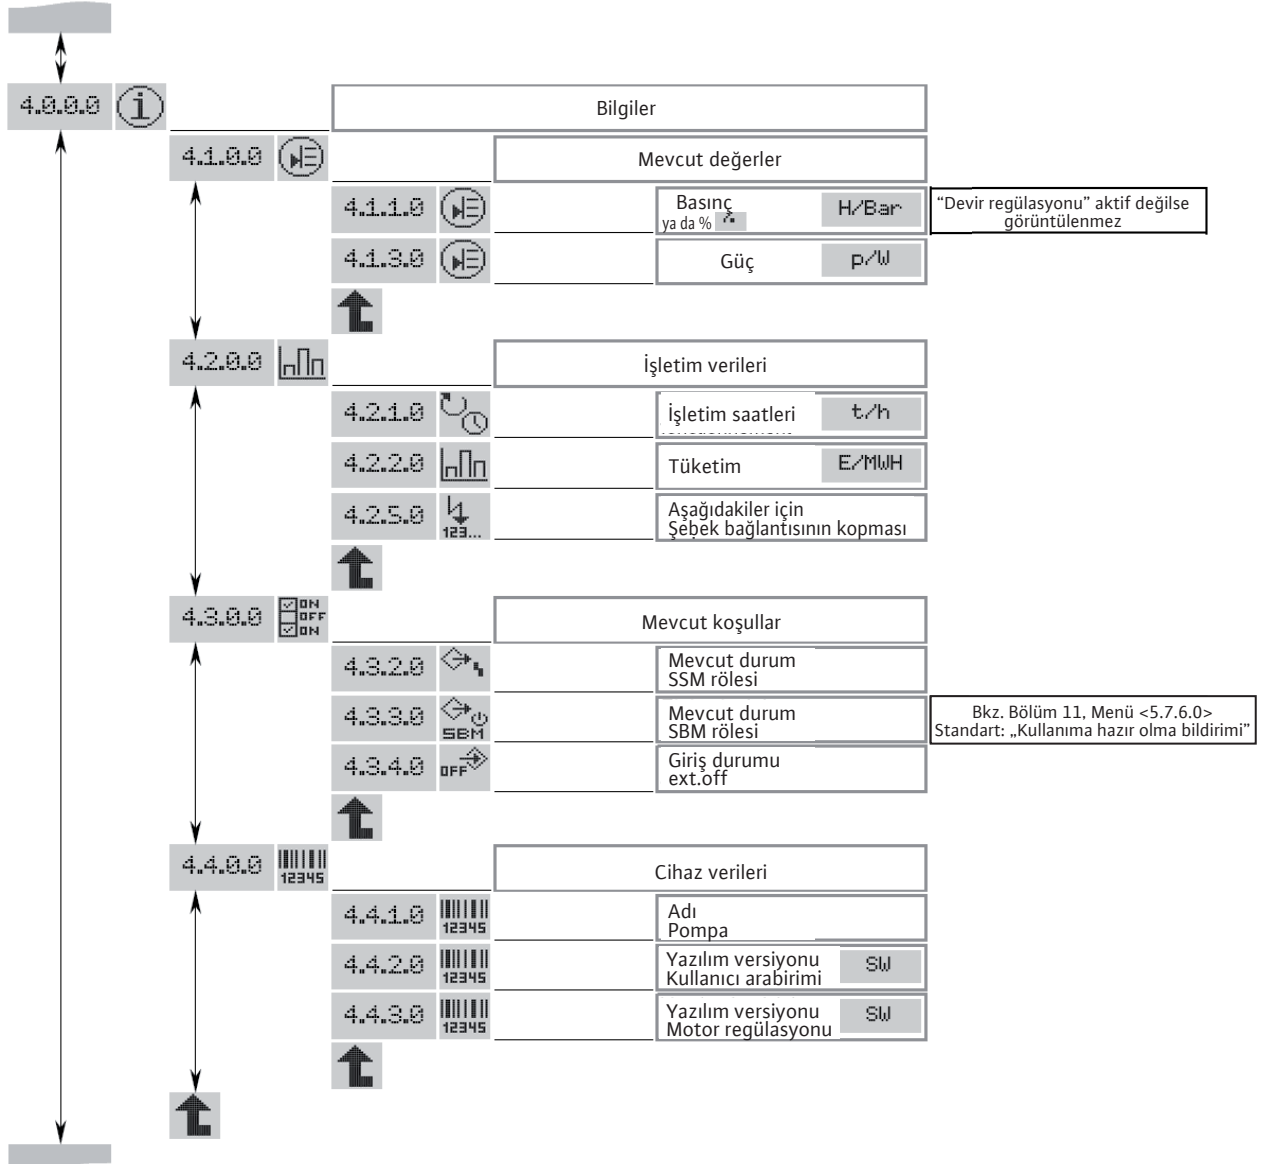 4.0.0.0 Bilgiler
4.1.0.0 Mevcut değerler
4.1.1.0 Basınç H/Bar
ya da %
"Devir regülasyonu" aktif değilse
görüntülenmez
4.1.3.0 Güç p/W
4.2.0.0 İşletim verileri
4.2.1.0 İşletim saatleri t/h
4.2.2.0 Tüketim E/MWH
4.2.5.0 123... Aşağıdakiler için
Şebek bağlantısının kopması
4.3.0.0 ON
OFF
ON
Mevcut koşullar
4.3.2.0 Mevcut durum
SSM rölesi
4.3.3.0 SBM Mevcut durum
SBM rölesi
Bkz. Bölüm 11, Menü <5.7.6.0>
Standart: „Kullanıma hazır olma bildirimi"
4.3.4.0 OFF Giriş durumu
ext.off
4.4.0.0 12345 Cihaz verileri
4.4.1.0 12345 Adı
Pompa
4.4.2.0 12345 Yazılım versiyonu SW
Kullanıcı arabirimi
4.4.3.0 12345 Yazılım versiyonu SW
Motor regülasyonu